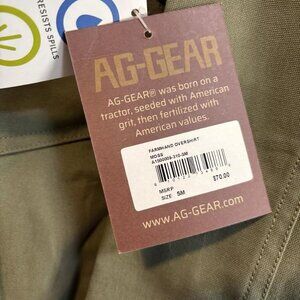 RESISTS SPILLS
AG-GEAR
AG-GEAR® was born on a
tractor, seeded with American
grit, then fertilized with
American values.
FARMHAND OVERSHIRT
MOSS
MSRP
$70.00
SIZE: SM
www.AG-GEAR.com